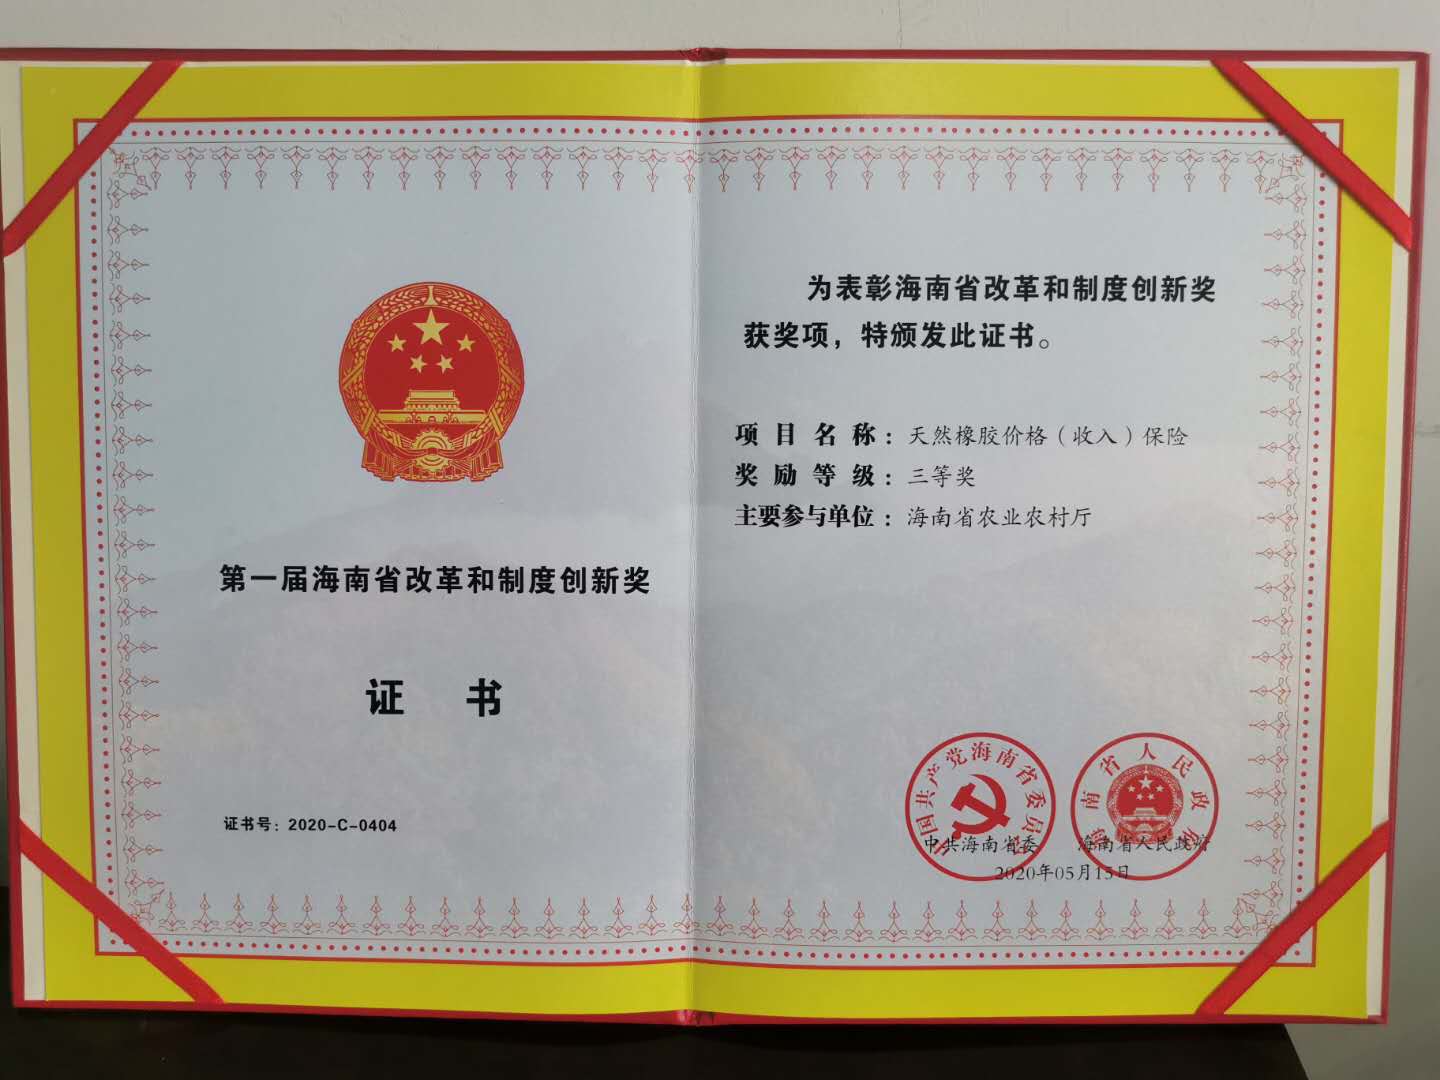 第一届海南省改革和制度创新奖
证 书
证书号：2020-C-0404
为表彰海南省改革和制度创新奖
获奖项，特颁发此证书。
项目名称：天然橡胶价格（收入）保险
奖励等级：三等奖
主要参与单位：海南省农业农村厅
中国共产党海南省委员会
海南省人民政府
中共海南省委 海南省人民政府
2020年05月15日